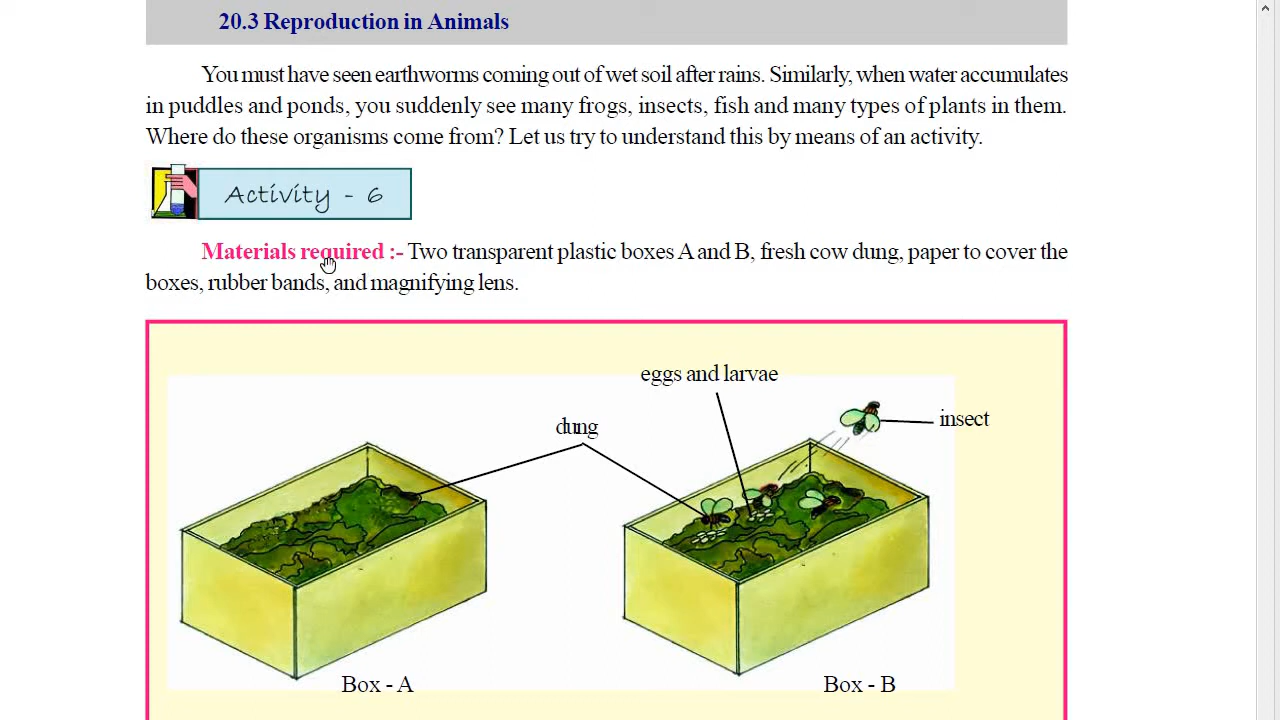 20.3 Reproduction in Animals
You must have seen earthworms coming out of wet soil after rains. Similarly, when water accumulates
in puddles and ponds, you suddenly see many frogs, insects, fish and many types of plants in them.
Where do these organisms come from? Let us try to understand this by means of an activity.
Activity - 6
Materials required :- Two transparent plastic boxes A and B, fresh cow dung, paper to cover the
boxes, rubber bands, and magnifying lens.
eggs and larvae
insect
dung
Box - A
Box - B